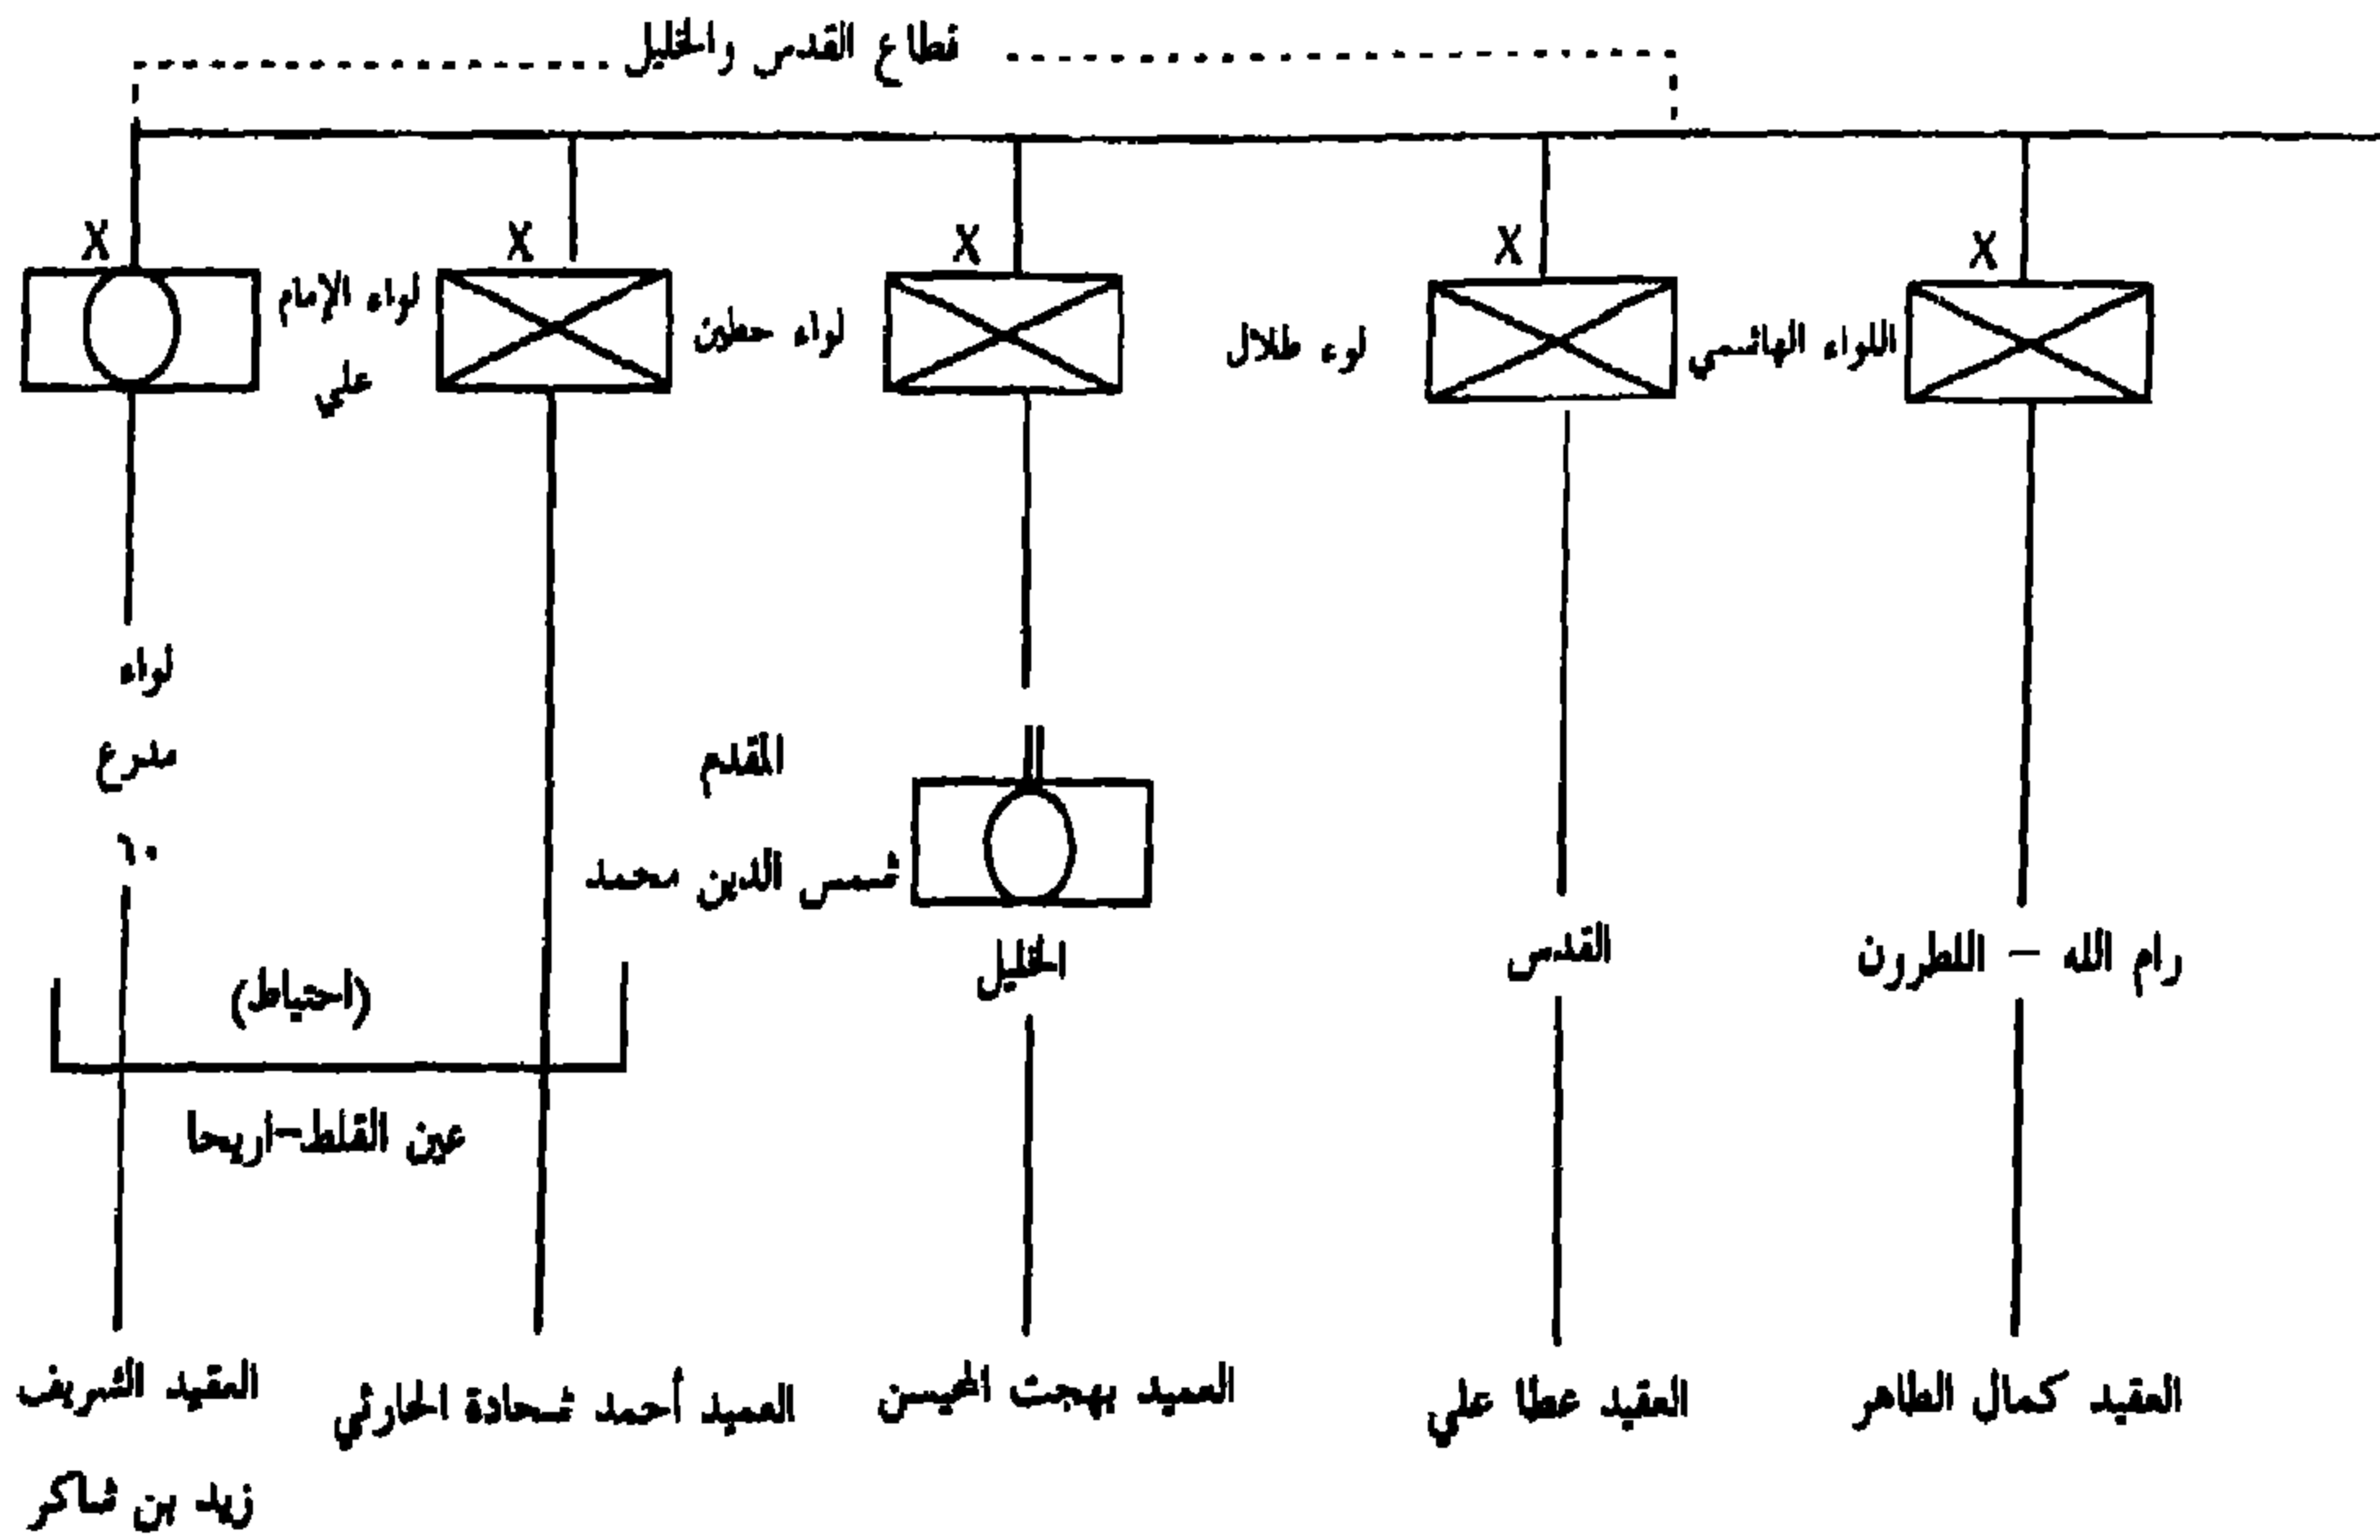 قطاع القدس والخليل
X
X
X
X
X
اللواء الهاشمي
لوء طلال
لواء حطين
لواء الإمام
علي
لواء
مدرع
٦٠
المقدم
شمس الدين محمد
رام الله – اللطرون
القدس
الخليل
(احتياط)
عين القلط-اريحا
العقيد كمال الطاهر
العقيد عطا علي
العميد بهجت المحيسن
العميد أحمد شحادة الحارثي
العقيد الشريف
زيد بن شاكر